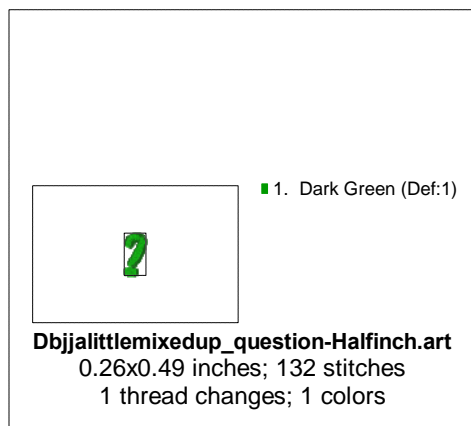 ?
1. Dark Green (Def:1)
Dbjjalittlemixedup_question-Halfinch.art
0.26x0.49 inches; 132 stitches
1 thread changes; 1 colors